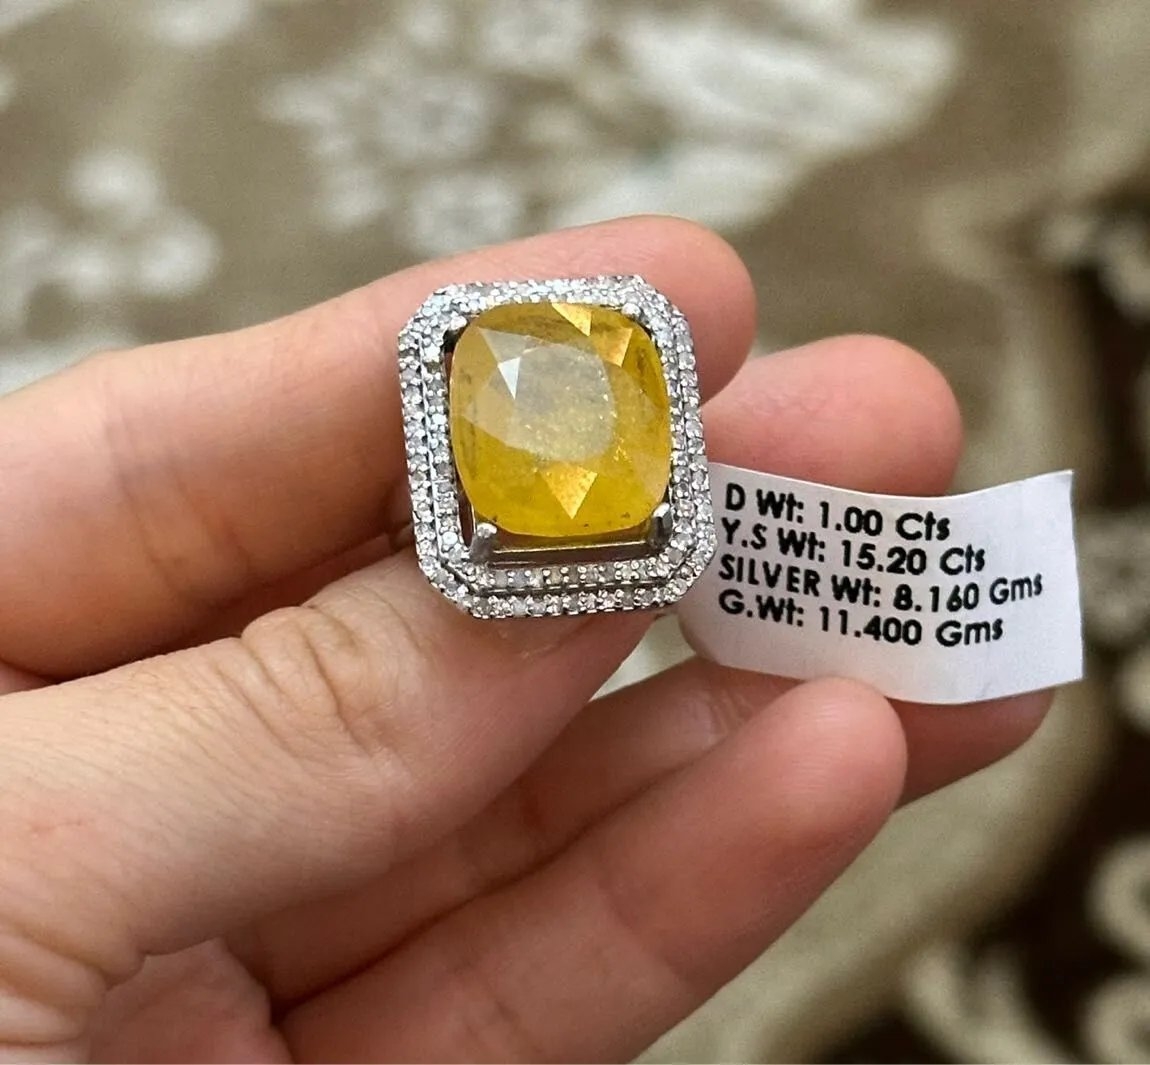 D Wt: 1.00 Cts
Y.S Wt: 15.20 Cts
SILVER Wt: 8.160 Gms
G.Wt: 11.400 Gms